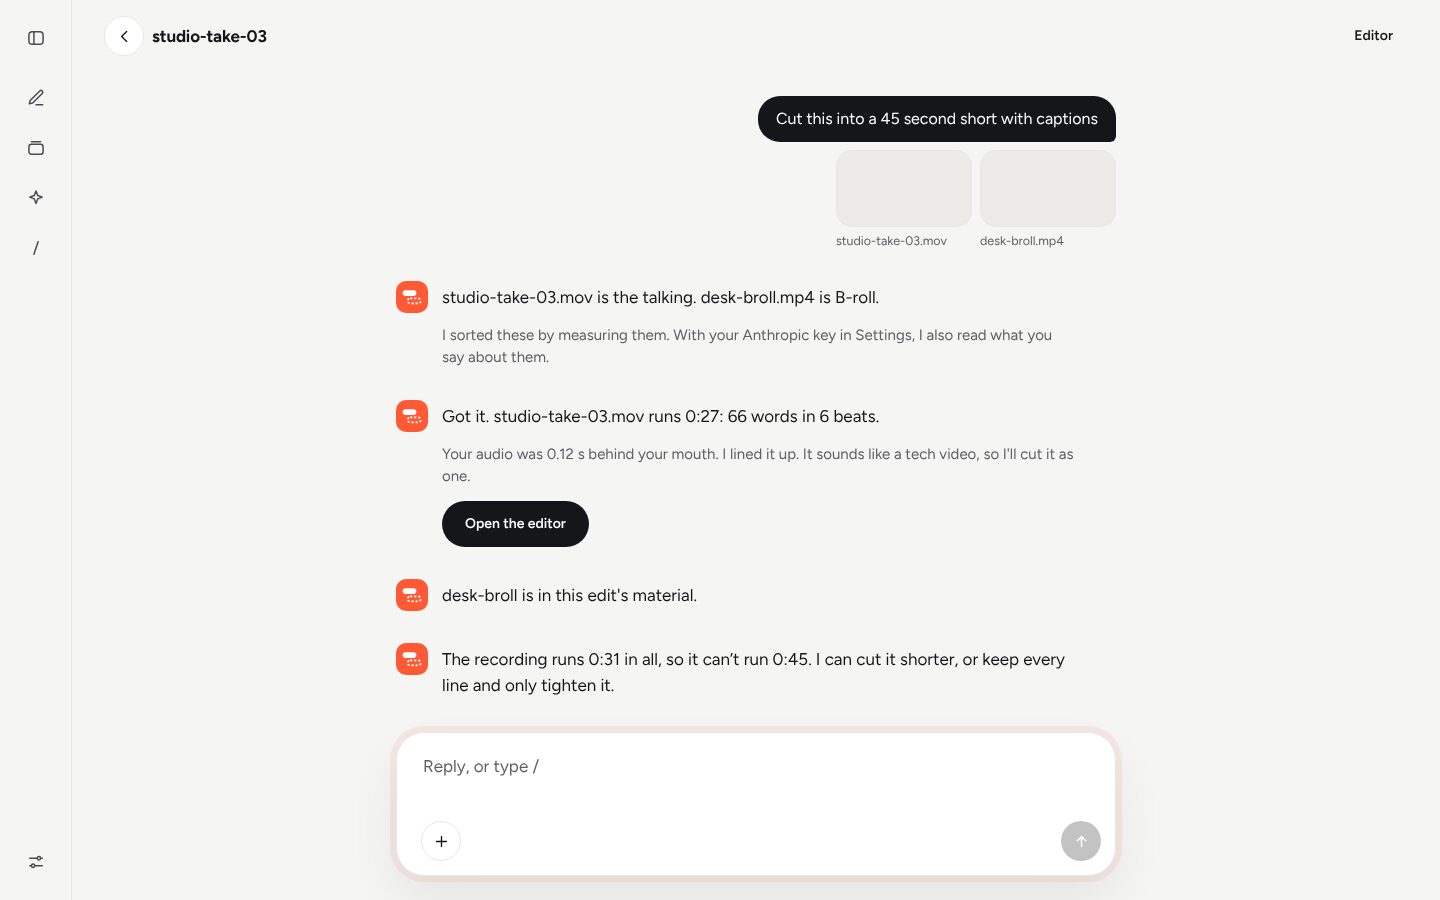 studio-take-03
Editor
Cut this into a 45 second short with captions
studio-take-03.mov
desk-broll.mp4
studio-take-03.mov is the talking. desk-broll.mp4 is B-roll.
I sorted these by measuring them. With your Anthropic key in Settings, I also read what you
say about them.
Got it. studio-take-03.mov runs 0:27: 66 words in 6 beats.
Your audio was 0.12 s behind your mouth. I lined it up. It sounds like a tech video, so I'll cut it as
one.
Open the editor
desk-broll is in this edit's material.
The recording runs 0:31 in all, so it can’t run 0:45. I can cut it shorter, or keep every
line and only tighten it.
Reply, or type /